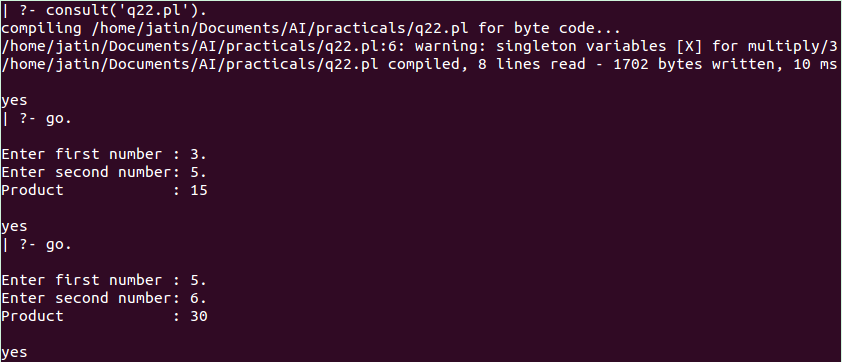 | ?- consult('q22.pl').
compiling /home/jatin/Documents/AI/practicals/q22.pl for byte code...
/home/jatin/Documents/AI/practicals/q22.pl:6: warning: singleton variables [X] for multiply/3
/home/jatin/Documents/AI/practicals/q22.pl compiled, 8 lines read - 1702 bytes written, 10 ms
yes
| ?- go.
Enter first number : 3.
Enter second number: 5.
Product            : 15
yes
| ?- go.
Enter first number : 5.
Enter second number: 6.
Product            : 30
yes